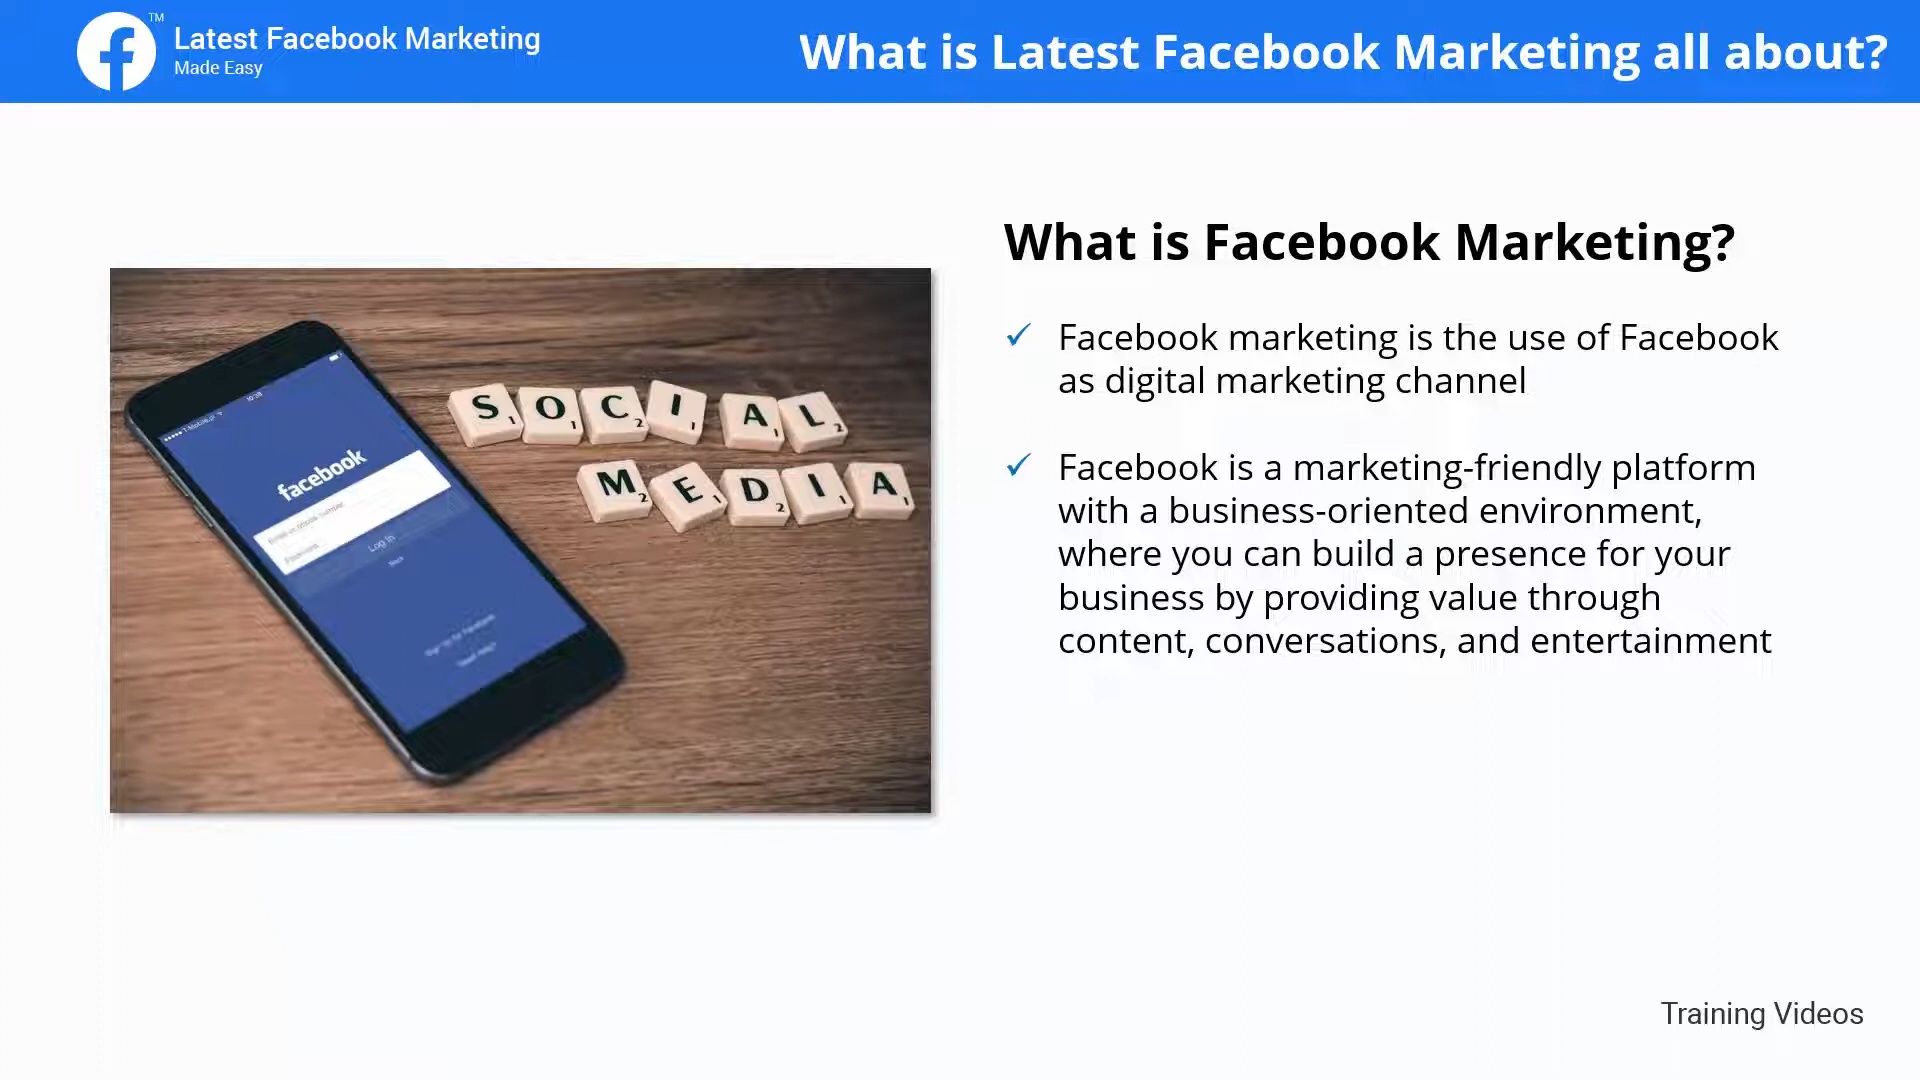 Latest Facebook Marketing
TM
Made Easy
What is Latest Facebook Marketing all about?
What is Facebook Marketing?
Facebook marketing is the use of Facebook
as digital marketing channel
Facebook is a marketing-friendly platform
with a business-oriented environment,
where you can build a presence for your
business by providing value through
content, conversations, and entertainment
SOCIAL
MEDIA
10:28
facebook
Log In
Training Videos